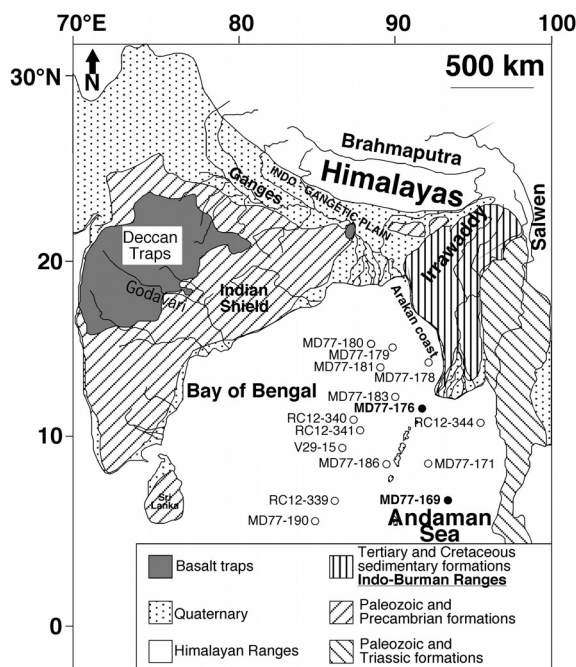 70°E
80
90
100
30°N
N
500 km
Brahmaputra
Himalayas
Ganges
INDO - GANGETIC PLAIN
Salwen
Irrawaddy
20
Deccan
Traps
Godavari
Indian
Shield
Arakan coast
MD77-180
MD77-179
MD77-181
MD77-178
Bay of Bengal
MD77-183
MD77-176
RC12-340
RC12-344
10
RC12-341
V29-15
MD77-186
MD77-171
Sri
Lanka
RC12-339
MD77-169
MD77-190
Andaman
Sea
Basalt traps
Tertiary and Cretaceous
sedimentary formations
Indo-Burman Ranges
Quaternary
Paleozoic and
Precambrian formations
0
Himalayan Ranges
Paleozoic and
Triassic formations